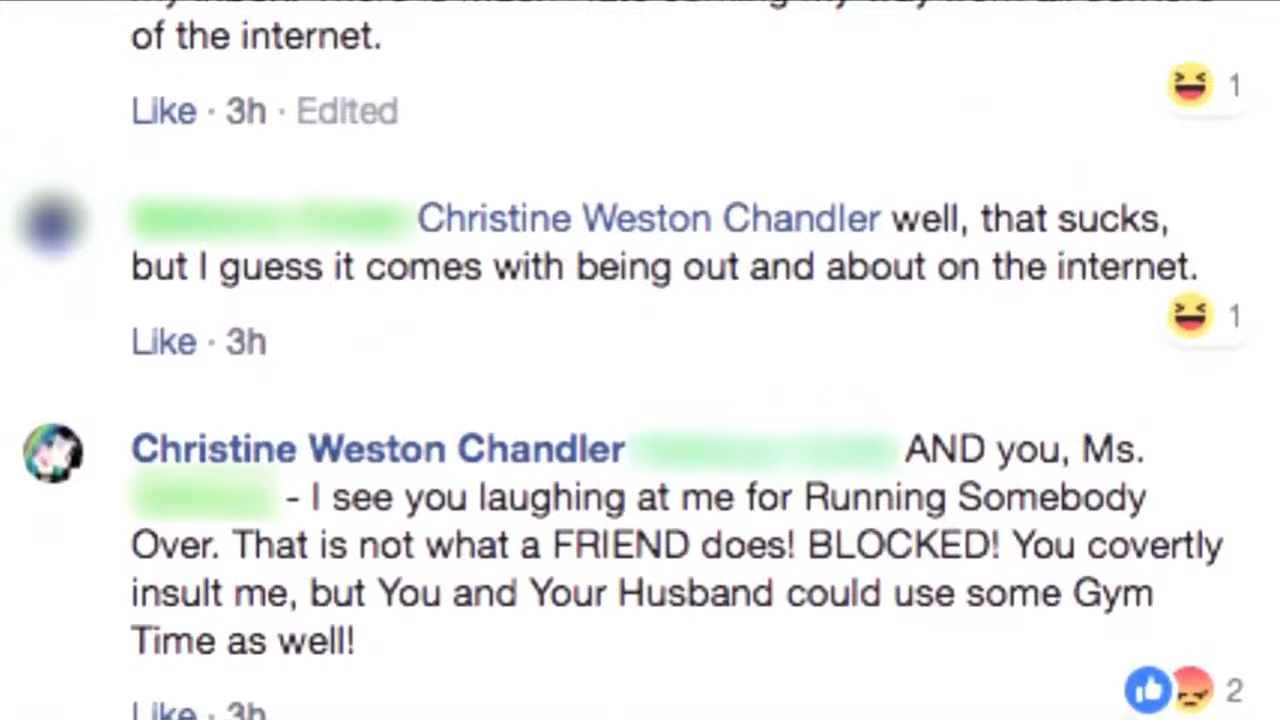 of the internet.
Like · 3h · Edited
1
Christine Weston Chandler well, that sucks,
but I guess it comes with being out and about on the internet.
1
Like · 3h
Christine Weston Chandler AND you, Ms.
- I see you laughing at me for Running Somebody
Over. That is not what a FRIEND does! BLOCKED! You covertly
insult me, but You and Your Husband could use some Gym
Time as well!
2
Like · 3h